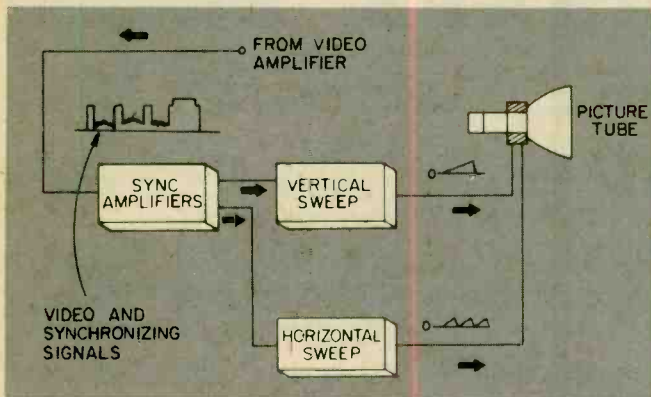 FROM VIDEO
AMPLIFIER
PICTURE
TUBE
SYNC
AMPLIFIERS
VERTICAL
SWEEP
VIDEO AND
SYNCHRONIZING
SIGNALS
HORIZONTAL
SWEEP